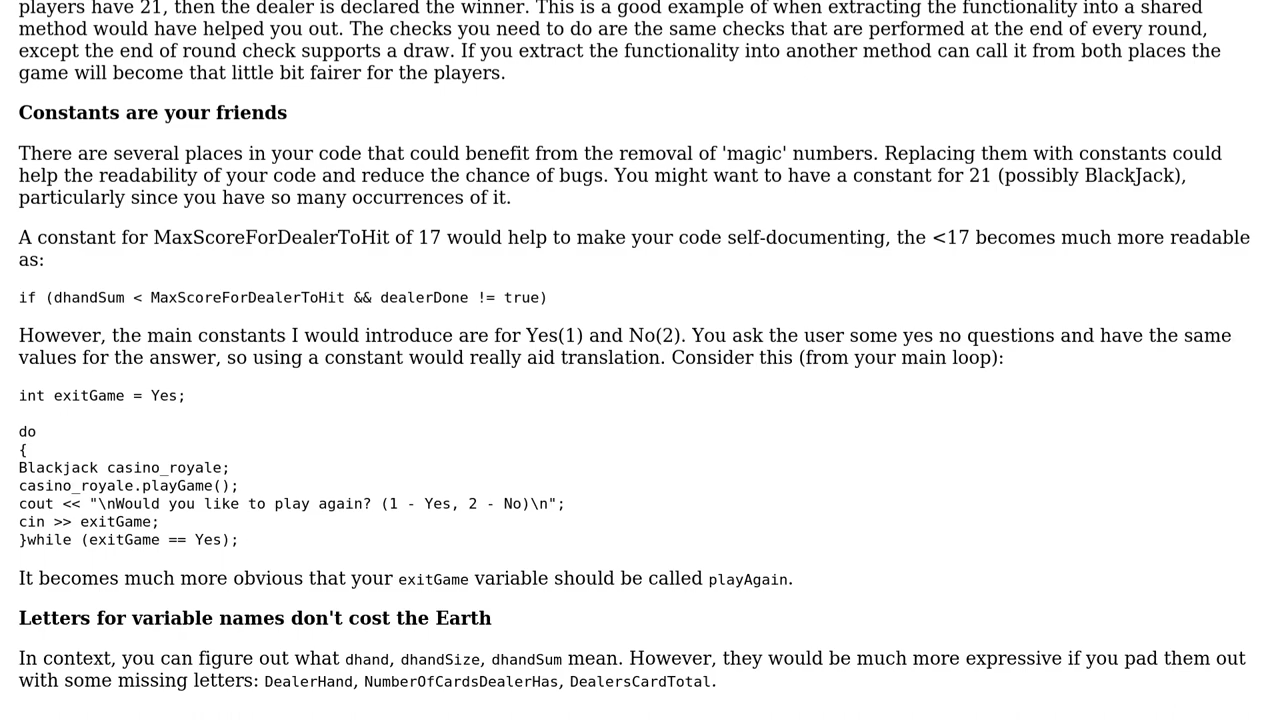 players have 21, then the dealer is declared the winner. This is a good example of when extracting the functionality into a shared
method would have helped you out. The checks you need to do are the same checks that are performed at the end of every round,
except the end of round check supports a draw. If you extract the functionality into another method can call it from both places the
game will become that little bit fairer for the players.
Constants are your friends
There are several places in your code that could benefit from the removal of 'magic' numbers. Replacing them with constants could
help the readability of your code and reduce the chance of bugs. You might want to have a constant for 21 (possibly BlackJack),
particularly since you have so many occurrences of it.
A constant for MaxScoreForDealerToHit of 17 would help to make your code self-documenting, the <17 becomes much more readable
as:
if (dhandSum < MaxScoreForDealerToHit && dealerDone != true)
However, the main constants I would introduce are for Yes(1) and No(2). You ask the user some yes no questions and have the same
values for the answer, so using a constant would really aid translation. Consider this (from your main loop):
int exitGame = Yes;
do
{
Blackjack casino_royale;
casino_royale.playGame();
cout << "\nWould you like to play again? (1 - Yes, 2 - No)\n";
cin >> exitGame;
}while (exitGame == Yes);
It becomes much more obvious that your exitGame variable should be called playAgain.
Letters for variable names don't cost the Earth
In context, you can figure out what dhand, dhandSize, dhandSum mean. However, they would be much more expressive if you pad them out
with some missing letters: DealerHand, NumberOfCardsDealerHas, DealersCardTotal.